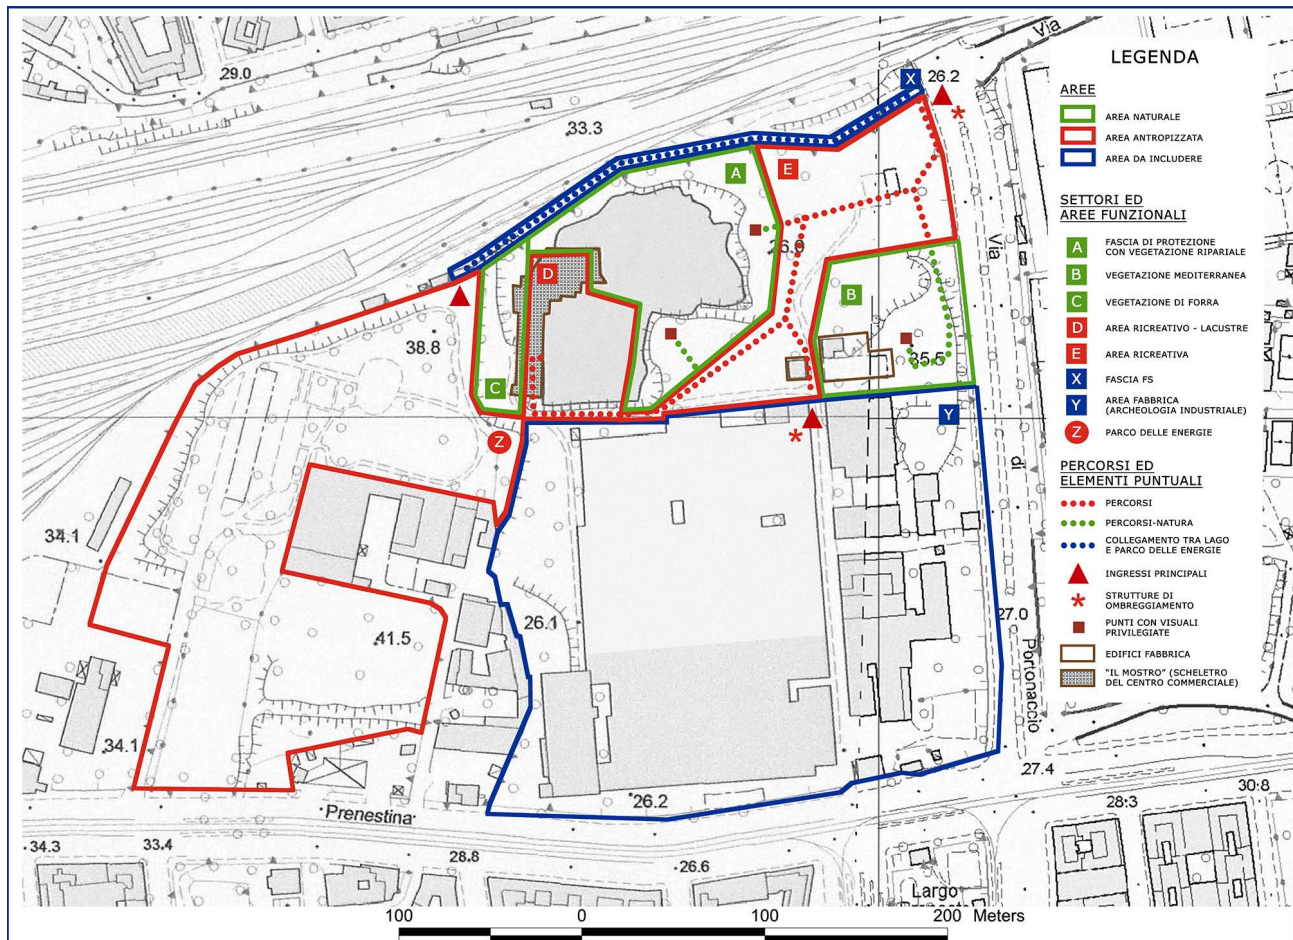 LEGENDA
AREE
AREA NATURALE
AREA ANTROPIZZATA
AREA DA INCLUDERE
SETTORI ED
AREE FUNZIONALI
A FASCIA DI PROTEZIONE
CON VEGETAZIONE RIPARIALE
B VEGETAZIONE MEDITERRANEA
C VEGETAZIONE DI FORRA
D AREA RICREATIVO - LACUSTRE
E AREA RICREATIVA
X FASCIA FS
Y AREA FABBRICA
(ARCHEOLOGIA INDUSTRIALE)
Z PARCO DELLE ENERGIE
PERCORSI ED
ELEMENTI PUNTUALI
PERCORSI
PERCORSI-NATURA
COLLEGAMENTO TRA LAGO
E PARCO DELLE ENERGIE
INGRESSI PRINCIPALI
STRUTTURE DI
OMBREGGIAMENTO
PUNTI CON VISUALI
PRIVILEGIATE
EDIFICI FABBRICA
"IL MOSTRO" (SCHELETRO
DEL CENTRO COMMERCIALE)
Via
29.0
X
26.2
33.3
A
E
26.0
Via
D
B
38.8
35.5
C
Y
Z
di
34.1
26.1
27.0
41.5
Portonaccio
34.1
27.4
26.2
30.8
Prenestina
28.3
34.3
33.4
28.8
26.6
Largo
100 0 100 200 Meters